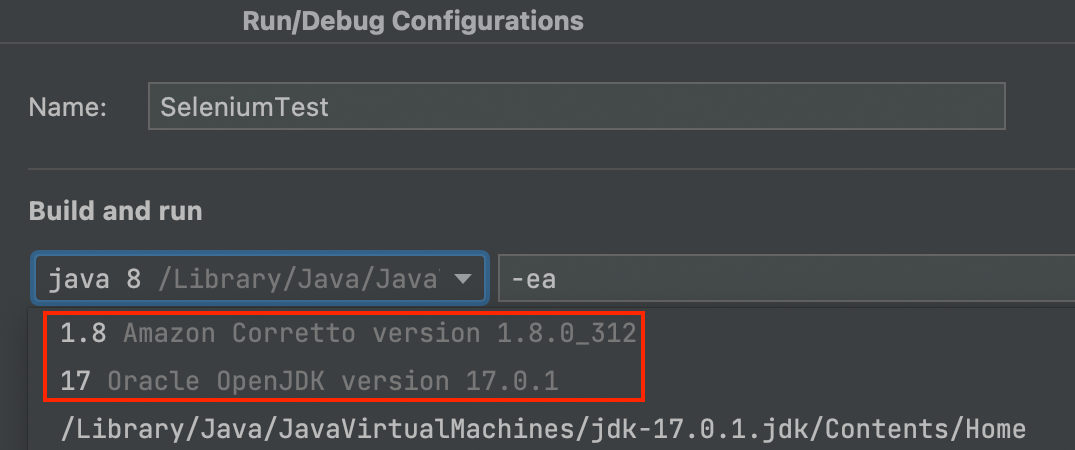 Run/Debug Configurations
Name: SeleniumTest
Build and run
java 8 /Library/Java/Java -ea
1.8 Amazon Corretto version 1.8.0_312
17 Oracle OpenJDK version 17.0.1
/Library/Java/JavaVirtualMachines/jdk-17.0.1.jdk/Contents/Home